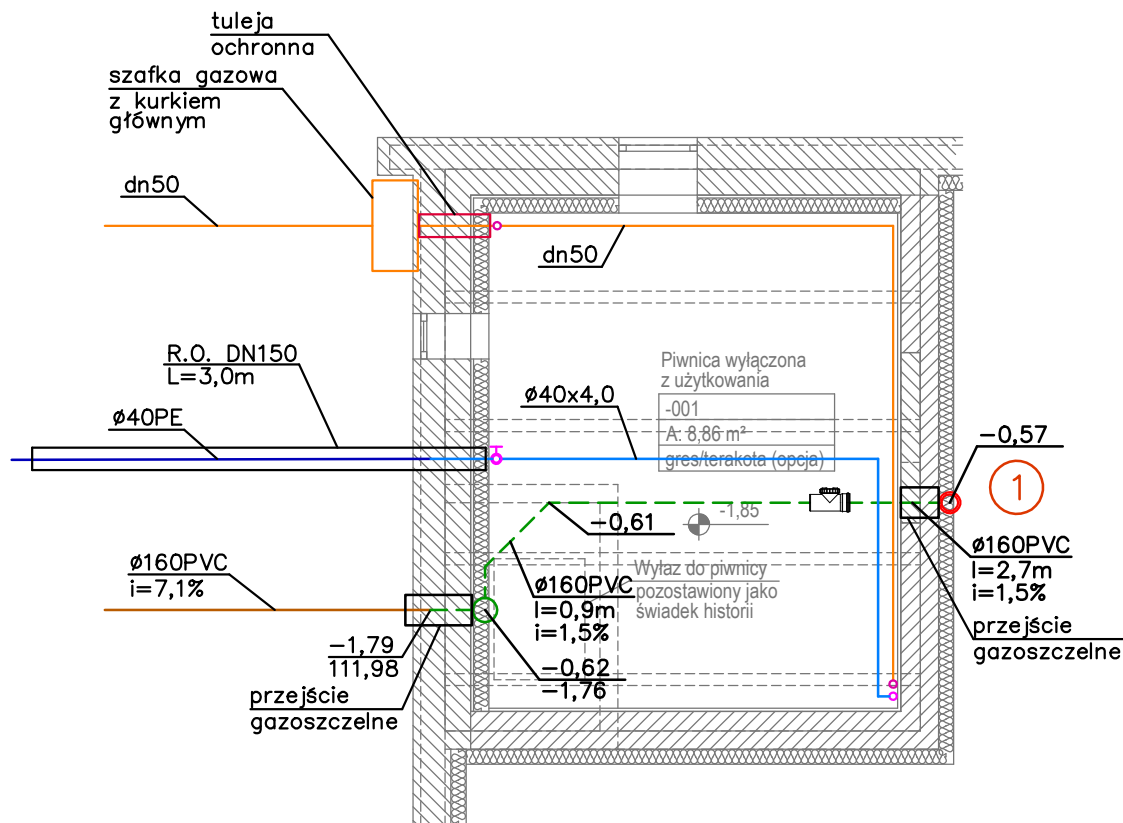 tuleja
ochronna
szafka gazowa
z kurkiem
głównym
dn50
dn50
R.O. DN150
L=3,0m
ø40PE
ø40x4,0
Piwnica wyłączona
z użytkowania
-001
A: 8,86 m²
gres/terakota (opcja)
-0,57
1
-0,61
-1,85
ø160PVC
l=2,7m
i=1,5%
przejście
gazoszczelne
ø160PVC
i=7,1%
ø160PVC
l=0,9m
i=1,5%
Wyłaz do piwnicy
pozostawiony jako
świadek historii
-1,79
111,98
-0,62
-1,76
przejście
gazoszczelne